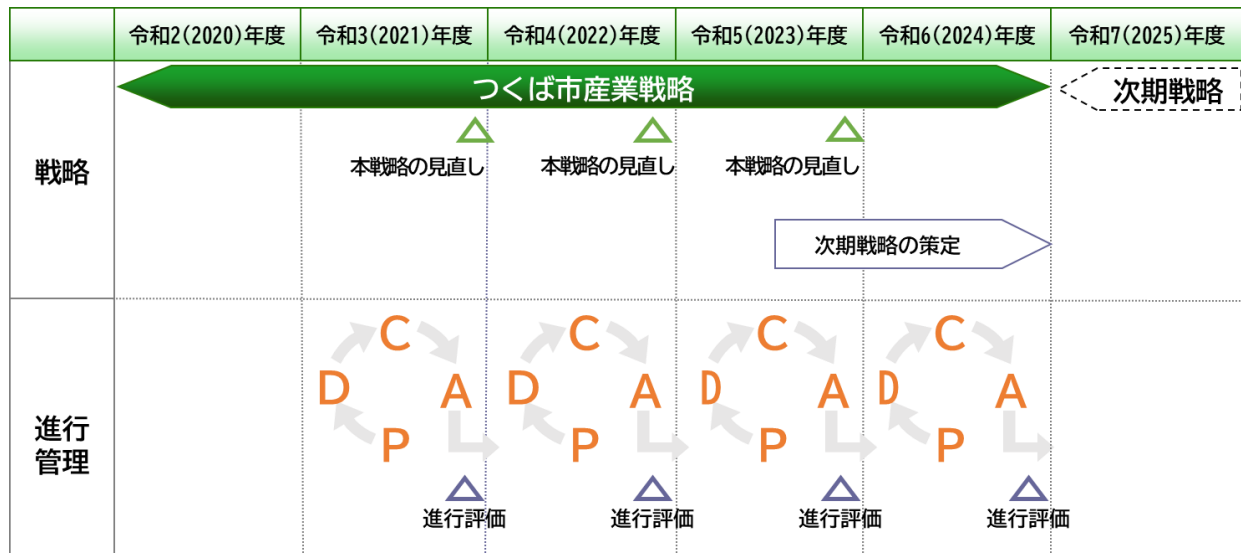 令和2(2020)年度 令和3(2021)年度 令和4(2022)年度 令和5(2023)年度 令和6(2024)年度 令和7(2025)年度
戦略
つくば市産業戦略 次期戦略
本戦略の見直し 本戦略の見直し 本戦略の見直し
次期戦略の策定
進行
管理
C C C C
D A D A D A D A
P P P P
進行評価 進行評価 進行評価 進行評価